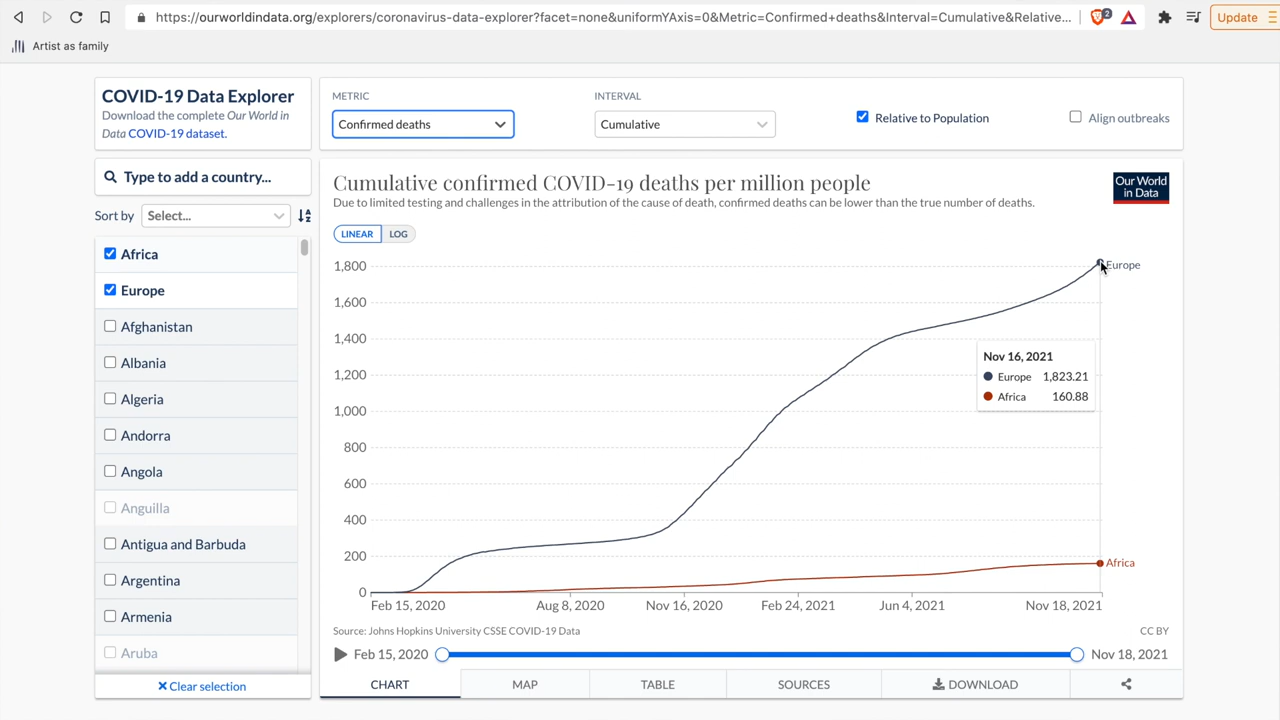 https://ourworldindata.org/explorers/coronavirus-data-explorer?facet=none&uniformYAxis=0&Metric=Confirmed+deaths&Interval=Cumulative&Relative...
2
Update
Artist as family
COVID-19 Data Explorer
Download the complete Our World in
Data COVID-19 dataset.
METRIC
Confirmed deaths
INTERVAL
Cumulative
Relative to Population
Align outbreaks
Type to add a country...
Sort by
Select...
Africa
Europe
Afghanistan
Albania
Algeria
Andorra
Angola
Anguilla
Antigua and Barbuda
Argentina
Armenia
Aruba
Clear selection
Cumulative confirmed COVID-19 deaths per million people
Due to limited testing and challenges in the attribution of the cause of death, confirmed deaths can be lower than the true number of deaths.
Our World
in Data
LINEAR
LOG
1,800
1,600
1,400
1,200
1,000
800
600
400
200
0
Europe
Nov 16, 2021
Europe 1,823.21
Africa 160.88
Africa
Feb 15, 2020
Aug 8, 2020
Nov 16, 2020
Feb 24, 2021
Jun 4, 2021
Nov 18, 2021
Source: Johns Hopkins University CSSE COVID-19 Data
CC BY
Feb 15, 2020
Nov 18, 2021
CHART
MAP
TABLE
SOURCES
DOWNLOAD